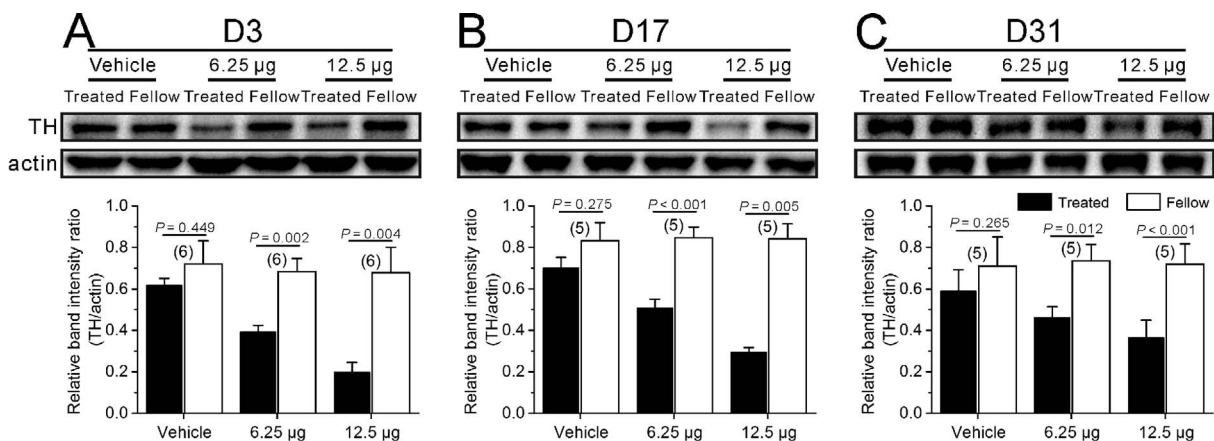 A
D3
Vehicle 6.25 µg 12.5 µg
Treated Fellow Treated Fellow Treated Fellow
TH
actin
Relative band intensity ratio
(TH/actin)
1.0
0.8
0.6
0.4
0.2
0.0
P = 0.449
(6)
P = 0.002
(6)
P = 0.004
(6)
Vehicle 6.25 µg 12.5 µg
B
D17
Vehicle 6.25 µg 12.5 µg
Treated Fellow Treated Fellow Treated Fellow
Relative band intensity ratio
(TH/actin)
1.0
0.8
0.6
0.4
0.2
0.0
P = 0.275
(5)
P < 0.001
(5)
P = 0.005
(5)
Vehicle 6.25 µg 12.5 µg
C
D31
Vehicle 6.25 µg 12.5 µg
Treated Fellow Treated Fellow Treated Fellow
Treated Fellow
Relative band intensity ratio
(TH/actin)
1.0
0.8
0.6
0.4
0.2
0.0
P = 0.265
(5)
P = 0.012
(5)
P < 0.001
(5)
Vehicle 6.25 µg 12.5 µg